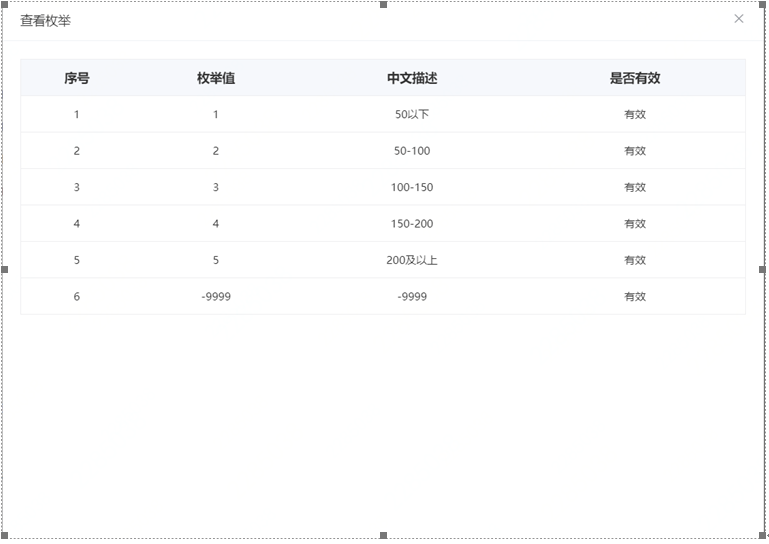 查看枚举
序号 枚举值 中文描述 是否有效
1 1 50以下 有效
2 2 50-100 有效
3 3 100-150 有效
4 4 150-200 有效
5 5 200及以上 有效
6 -9999 -9999 有效